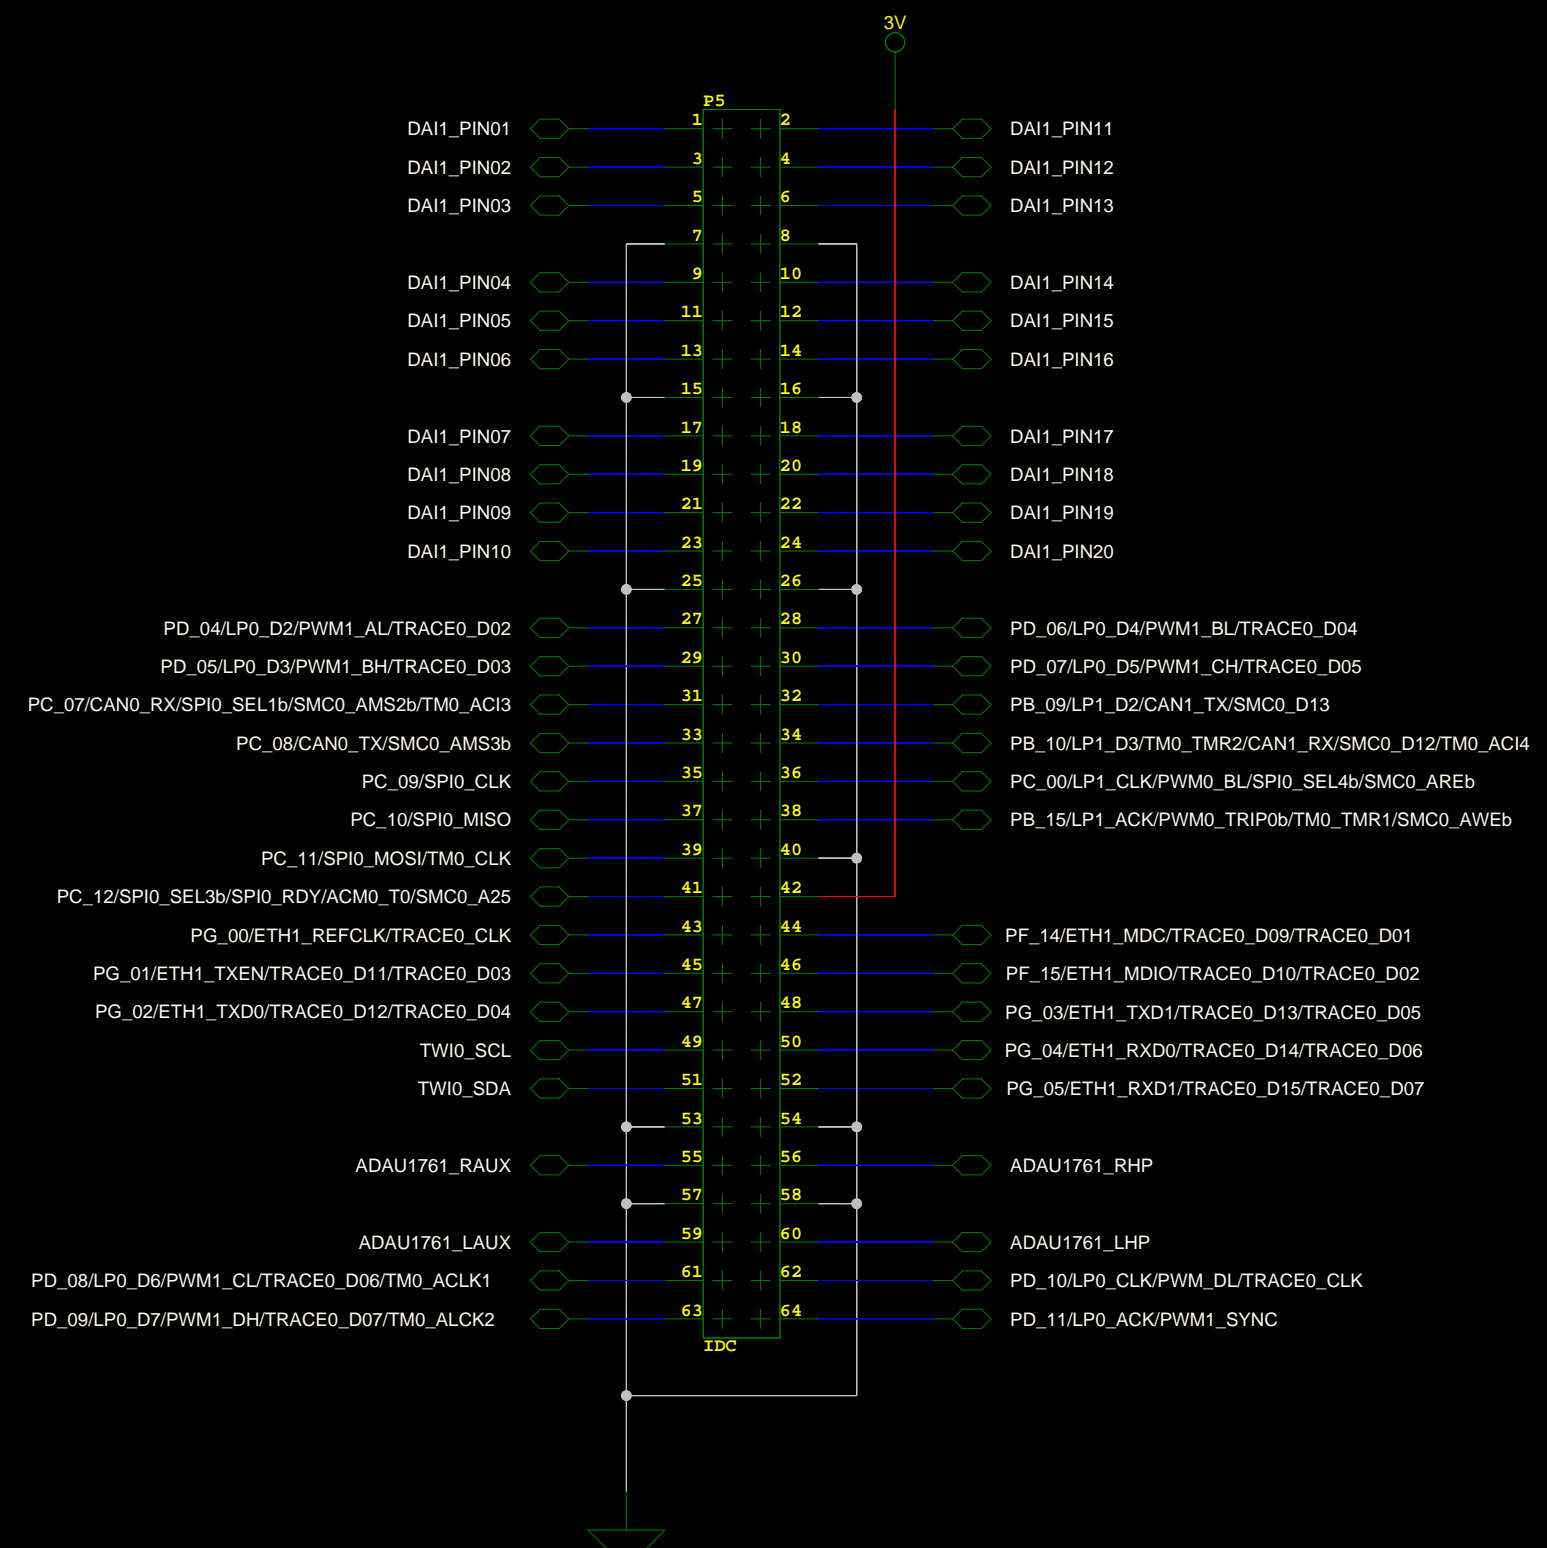 3V
P5
DAI1_PIN01 1 2 DAI1_PIN11
DAI1_PIN02 3 4 DAI1_PIN12
DAI1_PIN03 5 6 DAI1_PIN13
7 8
DAI1_PIN04 9 10 DAI1_PIN14
DAI1_PIN05 11 12 DAI1_PIN15
DAI1_PIN06 13 14 DAI1_PIN16
15 16
DAI1_PIN07 17 18 DAI1_PIN17
DAI1_PIN08 19 20 DAI1_PIN18
DAI1_PIN09 21 22 DAI1_PIN19
DAI1_PIN10 23 24 DAI1_PIN20
25 26
PD_04/LP0_D2/PWM1_AL/TRACE0_D02 27 28 PD_06/LP0_D4/PWM1_BL/TRACE0_D04
PD_05/LP0_D3/PWM1_BH/TRACE0_D03 29 30 PD_07/LP0_D5/PWM1_CH/TRACE0_D05
PC_07/CAN0_RX/SPI0_SEL1b/SMC0_AMS2b/TM0_ACI3 31 32 PB_09/LP1_D2/CAN1_TX/SMC0_D13
PC_08/CAN0_TX/SMC0_AMS3b 33 34 PB_10/LP1_D3/TM0_TMR2/CAN1_RX/SMC0_D12/TM0_ACI4
PC_09/SPI0_CLK 35 36 PC_00/LP1_CLK/PWM0_BL/SPI0_SEL4b/SMC0_AREb
PC_10/SPI0_MISO 37 38 PB_15/LP1_ACK/PWM0_TRIP0b/TM0_TMR1/SMC0_AWEb
PC_11/SPI0_MOSI/TM0_CLK 39 40
PC_12/SPI0_SEL3b/SPI0_RDY/ACM0_T0/SMC0_A25 41 42
PG_00/ETH1_REFCLK/TRACE0_CLK 43 44 PF_14/ETH1_MDC/TRACE0_D09/TRACE0_D01
PG_01/ETH1_TXEN/TRACE0_D11/TRACE0_D03 45 46 PF_15/ETH1_MDIO/TRACE0_D10/TRACE0_D02
PG_02/ETH1_TXD0/TRACE0_D12/TRACE0_D04 47 48 PG_03/ETH1_TXD1/TRACE0_D13/TRACE0_D05
TWI0_SCL 49 50 PG_04/ETH1_RXD0/TRACE0_D14/TRACE0_D06
TWI0_SDA 51 52 PG_05/ETH1_RXD1/TRACE0_D15/TRACE0_D07
53 54
ADAU1761_RAUX 55 56 ADAU1761_RHP
57 58
ADAU1761_LAUX 59 60 ADAU1761_LHP
PD_08/LP0_D6/PWM1_CL/TRACE0_D06/TM0_ACLK1 61 62 PD_10/LP0_CLK/PWM_DL/TRACE0_CLK
PD_09/LP0_D7/PWM1_DH/TRACE0_D07/TM0_ALCK2 63 64 PD_11/LP0_ACK/PWM1_SYNC
IDC